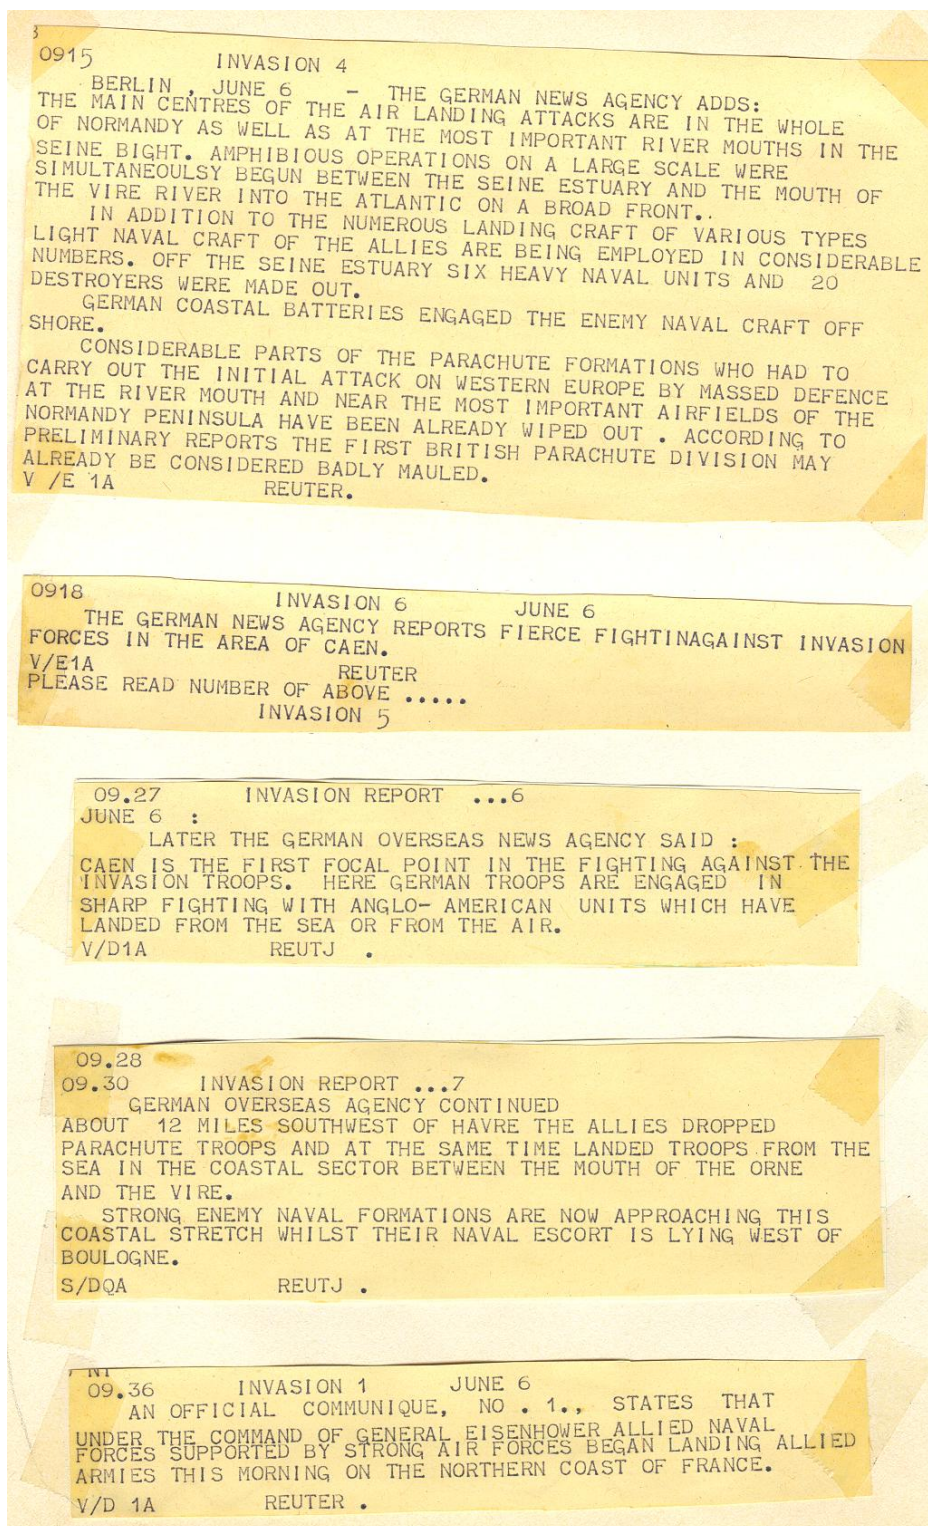 3
0915 INVASION 4
BERLIN , JUNE 6 - THE GERMAN NEWS AGENCY ADDS:
THE MAIN CENTRES OF THE AIR LANDING ATTACKS ARE IN THE WHOLE
OF NORMANDY AS WELL AS AT THE MOST IMPORTANT RIVER MOUTHS IN THE
SEINE BIGHT. AMPHIBIOUS OPERATIONS ON A LARGE SCALE WERE
SIMULTANEOULSY BEGUN BETWEEN THE SEINE ESTUARY AND THE MOUTH OF
THE VIRE RIVER INTO THE ATLANTIC ON A BROAD FRONT..
IN ADDITION TO THE NUMEROUS LANDING CRAFT OF VARIOUS TYPES
LIGHT NAVAL CRAFT OF THE ALLIES ARE BEING EMPLOYED IN CONSIDERABLE
NUMBERS. OFF THE SEINE ESTUARY SIX HEAVY NAVAL UNITS AND 20
DESTROYERS WERE MADE OUT.
GERMAN COASTAL BATTERIES ENGAGED THE ENEMY NAVAL CRAFT OFF
SHORE.
CONSIDERABLE PARTS OF THE PARACHUTE FORMATIONS WHO HAD TO
CARRY OUT THE INITIAL ATTACK ON WESTERN EUROPE BY MASSED DEFENCE
AT THE RIVER MOUTH AND NEAR THE MOST IMPORTANT AIRFIELDS OF THE
NORMANDY PENINSULA HAVE BEEN ALREADY WIPED OUT . ACCORDING TO
PRELIMINARY REPORTS THE FIRST BRITISH PARACHUTE DIVISION MAY
ALREADY BE CONSIDERED BADLY MAULED.
V /E 1A REUTER.
0918 INVASION 6 JUNE 6
THE GERMAN NEWS AGENCY REPORTS FIERCE FIGHTINAGAINST INVASION
FORCES IN THE AREA OF CAEN.
V/E1A REUTER
PLEASE READ NUMBER OF ABOVE .....
INVASION 5
09.27 INVASION REPORT ...6
JUNE 6 :
LATER THE GERMAN OVERSEAS NEWS AGENCY SAID :
CAEN IS THE FIRST FOCAL POINT IN THE FIGHTING AGAINST THE
INVASION TROOPS. HERE GERMAN TROOPS ARE ENGAGED IN
SHARP FIGHTING WITH ANGLO- AMERICAN UNITS WHICH HAVE
LANDED FROM THE SEA OR FROM THE AIR.
V/D1A REUTJ .
09.28
09.30 INVASION REPORT ...7
GERMAN OVERSEAS AGENCY CONTINUED
ABOUT 12 MILES SOUTHWEST OF HAVRE THE ALLIES DROPPED
PARACHUTE TROOPS AND AT THE SAME TIME LANDED TROOPS FROM THE
SEA IN THE COASTAL SECTOR BETWEEN THE MOUTH OF THE ORNE
AND THE VIRE.
STRONG ENEMY NAVAL FORMATIONS ARE NOW APPROACHING THIS
COASTAL STRETCH WHILST THEIR NAVAL ESCORT IS LYING WEST OF
BOULOGNE.
S/DQA REUTJ .
09.36 INVASION 1 JUNE 6
AN OFFICIAL COMMUNIQUE, NO . 1., STATES THAT
UNDER THE COMMAND OF GENERAL EISENHOWER ALLIED NAVAL
FORCES SUPPORTED BY STRONG AIR FORCES BEGAN LANDING ALLIED
ARMIES THIS MORNING ON THE NORTHERN COAST OF FRANCE.
V/D 1A REUTER .